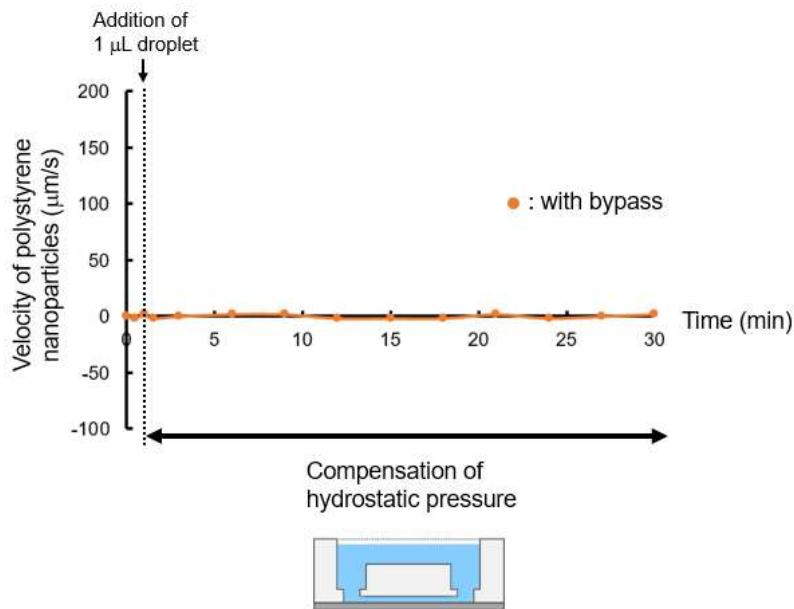 Addition of
1 μL droplet
Velocity of polystyrene
nanoparticles (μm/s)
200
150
100
50
0
-50
-100
: with bypass
0
5
10
15
20
25
30
Time (min)
Compensation of
hydrostatic pressure